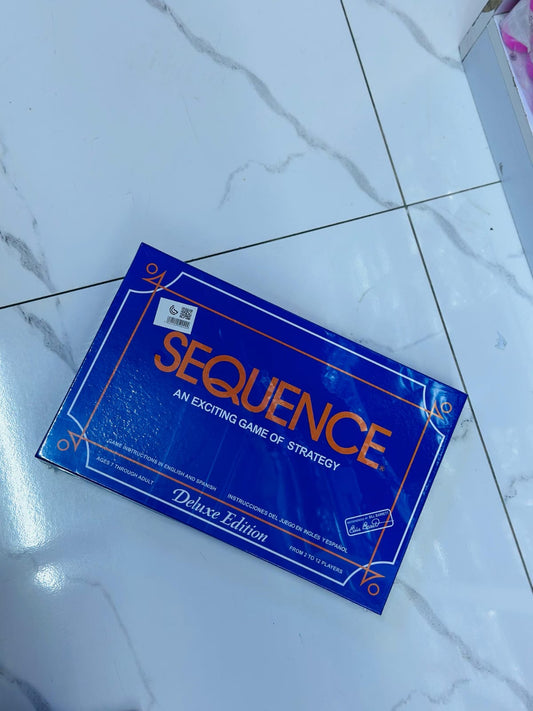 SEQUENCE®
AN EXCITING GAME OF STRATEGY
GAME INSTRUCTIONS IN ENGLISH AND SPANISH
AGES 7 THROUGH ADULT
INSTRUCCIONES DEL JUEGO EN INGLES Y ESPAÑOL
Deluxe Edition
FROM 2 TO 12 PLAYERS